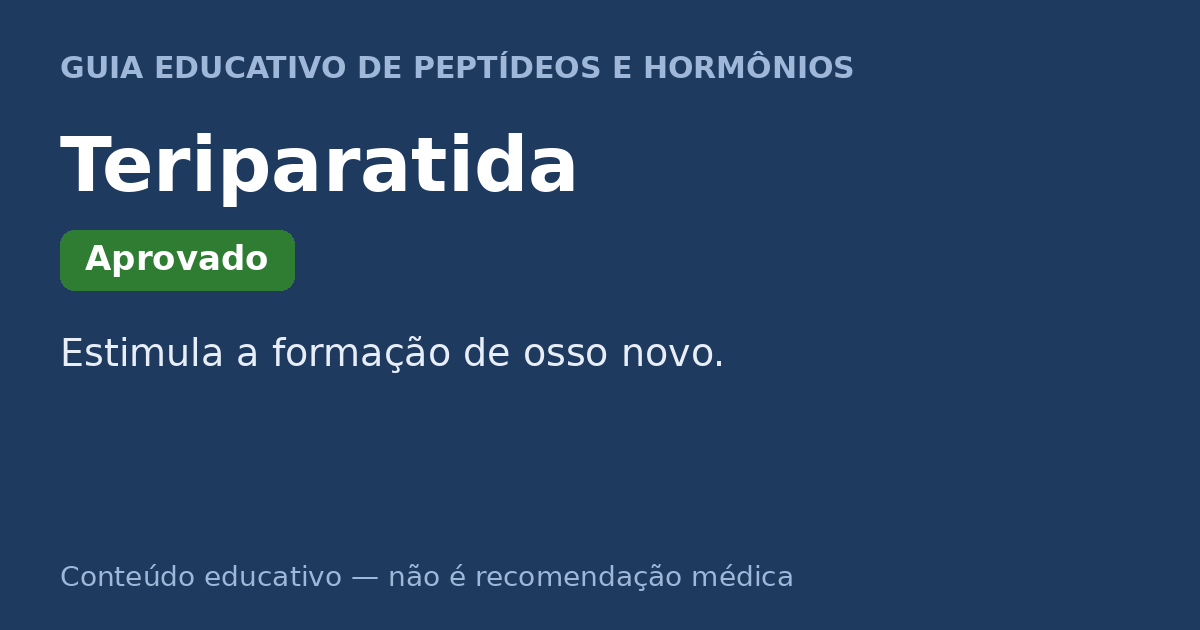 GUIA EDUCATIVO DE PEPTÍDEOS E HORMÔNIOS
Teriparatida
Aprovado
Estimula a formação de osso novo.
Conteúdo educativo — não é recomendação médica